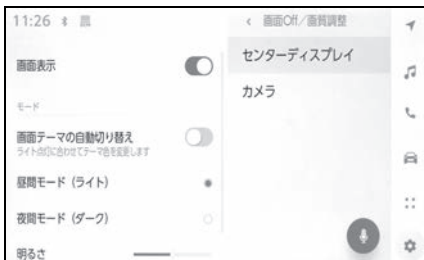 11:26
画面表示
モード
画面テーマの自動切り替え
ライト点灯に合わせてテーマ色を変更します
昼間モード（ライト）
夜間モード（ダーク）
明るさ
< 画面Off/画質調整
センターディスプレイ
カメラ